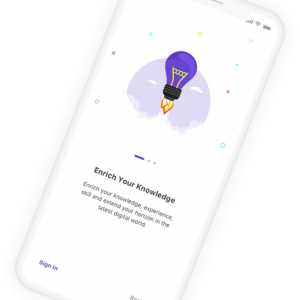 Enrich Your Knowledge
Enrich your knowledge, experience,
skill and extend your horizon in the
latest digital world.
Sign In